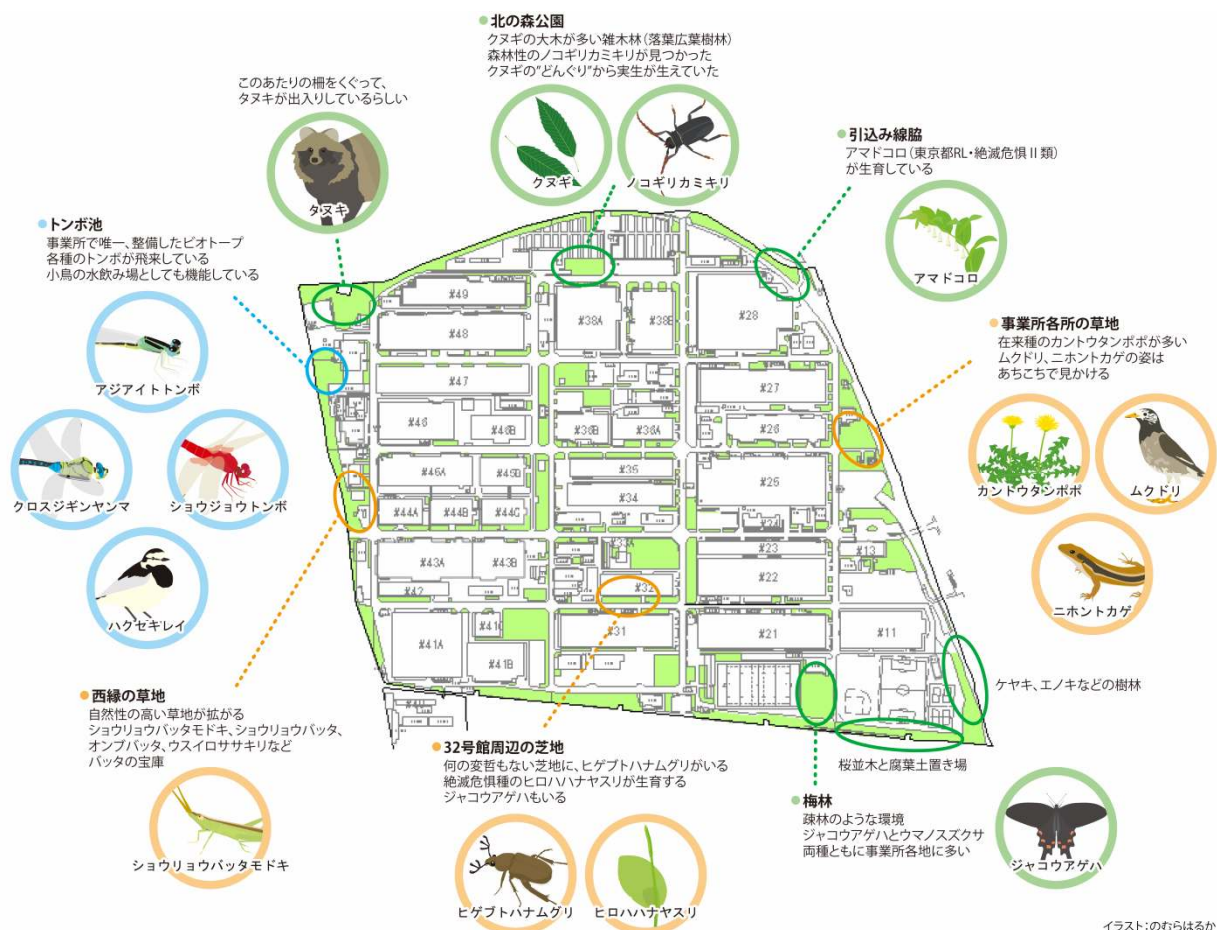 北の森公園
クヌギの大木が多い雑木林（落葉広葉樹林）
森林性のノコギリカミキリが見つかった
クヌギの"どんぐり"から実生が生えていた
クヌギ
ノコギリカミキリ
このあたりの柵をくぐって、
タヌキが出入りしているらしい
タヌキ
引込み線脇
アマドコロ（東京都RL・絶滅危惧Ⅱ類）
が生育している
アマドコロ
トンボ池
事業所で唯一、整備したビオトープ
各種のトンボが飛来している
小鳥の水飲み場としても機能している
アジアイトトンボ
クロスジギンヤンマ
ショウジョウトンボ
ハクセキレイ
事業所各所の草地
在来種のカントウタンポポが多い
ムクドリ、ニホントカゲの姿は
あちこちで見かける
カントウタンポポ
ムクドリ
ニホントカゲ
#49
#48
#47
#46
#46B
#45A
#45B
#44A
#44B
#44C
#43A
#43B
#42
#41A
#41C
#41B
#38A
#38B
#36B
#36A
#35
#34
#33A
#32
#31
#28
#27
#26
#25
#24
#23
#22
#21
#13
#11
西縁の草地
自然性の高い草地が拡がる
ショウリョウバッタモドキ、ショウリョウバッタ、
オンブバッタ、ウスイロササキリなど
バッタの宝庫
ショウリョウバッタモドキ
32号館周辺の芝地
何の変哲もない芝地に、ヒゲブトハナムグリがいる
絶滅危惧種のヒロハハナヤスリが生育する
ジャコウアゲハもいる
ヒゲブトハナムグリ
ヒロハハナヤスリ
ケヤキ、エノキなどの樹林
桜並木と腐葉土置き場
梅林
疎林のような環境
ジャコウアゲハとウマノスズクサ
両種ともに事業所各地に多い
ジャコウアゲハ
イラスト：のむらはるか